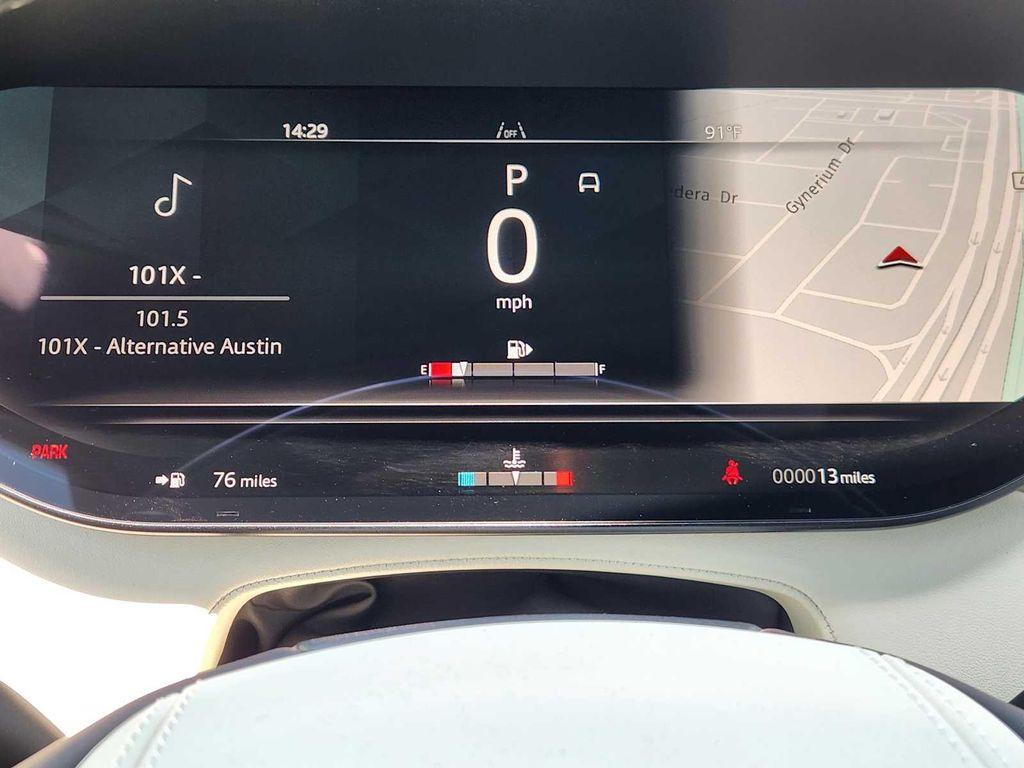 14:29
OFF
91°F
P
0
mph
101X -
101.5
101X - Alternative Austin
dera Dr
Gynerium Dr
E
F
PARK
76 miles
000013 miles